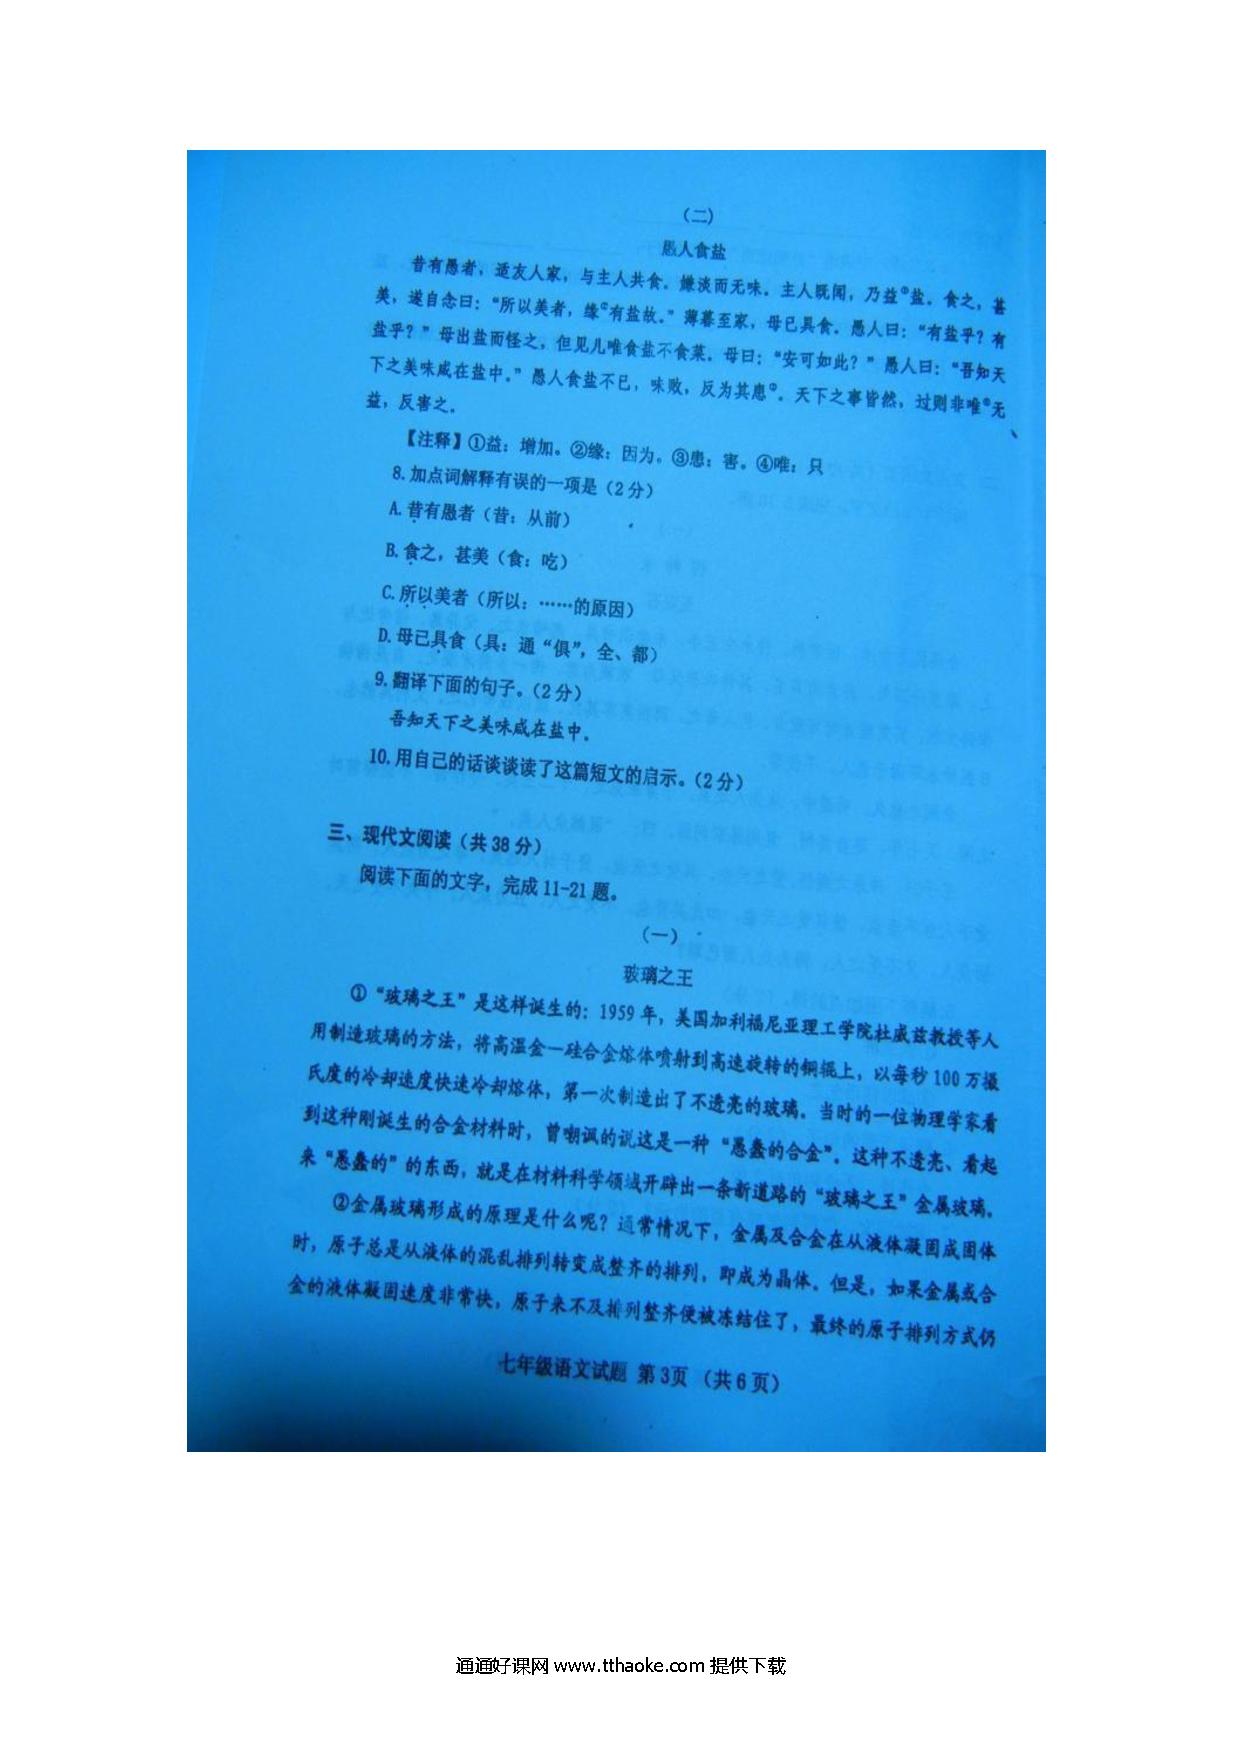 （二）
愚人食盐
昔有愚者，适友人家，与主人共食。嫌淡而无味。主人既闻，乃益①盐。食之，甚
美，遂自念曰：“所以美者，缘②有盐故。”薄暮至家，母已具食。愚人曰：“有盐乎？有
盐乎？”母出盐而怪之，但见儿唯食盐不食菜。母曰：“安可如此？”愚人曰：“吾知天
下之美味咸在盐中。”愚人食盐不已，味败，反为其患③。天下之事皆然，过则非唯④无
益，反害之。
【注释】①益：增加。②缘：因为。③患：害。④唯：只
8.加点词解释有误的一项是（2分）
A.昔有愚者（昔：从前）
B.食之，甚美（食：吃）
C.所以美者（所以：……的原因）
D.母已具食（具：通“俱”，全、都）
9.翻译下面的句子。（2分）
吾知天下之美味咸在盐中。
10.用自己的话谈谈读了这篇短文的启示。（2分）
三、现代文阅读（共38分）
阅读下面的文字，完成11-21题。
（一）
玻璃之王
①“玻璃之王”是这样诞生的：1959年，美国加利福尼亚理工学院杜威兹教授等人
用制造玻璃的方法，将高温金一硅合金熔体喷射到高速旋转的铜辊上，以每秒100万摄
氏度的冷却速度快速冷却熔体，第一次制造出了不透亮的玻璃。当时的一位物理学家看
到这种刚诞生的合金材料时，曾嘲讽的说这是一种“愚蠢的合金”。这种不透亮、看起
来“愚蠢的”的东西，就是在材料科学领域开辟出一条新道路的“玻璃之王”金属玻璃。
②金属玻璃形成的原理是什么呢？通常情况下，金属及合金在从液体凝固成固体
时，原子总是从液体的混乱排列转变成整齐的排列，即成为晶体。但是，如果金属或合
金的液体凝固速度非常快，原子来不及排列整齐便被冻结住了，最终的原子排列方式仍
七年级语文试题 第3页（共6页）
通通好课网 www.tthaoke.com 提供下载